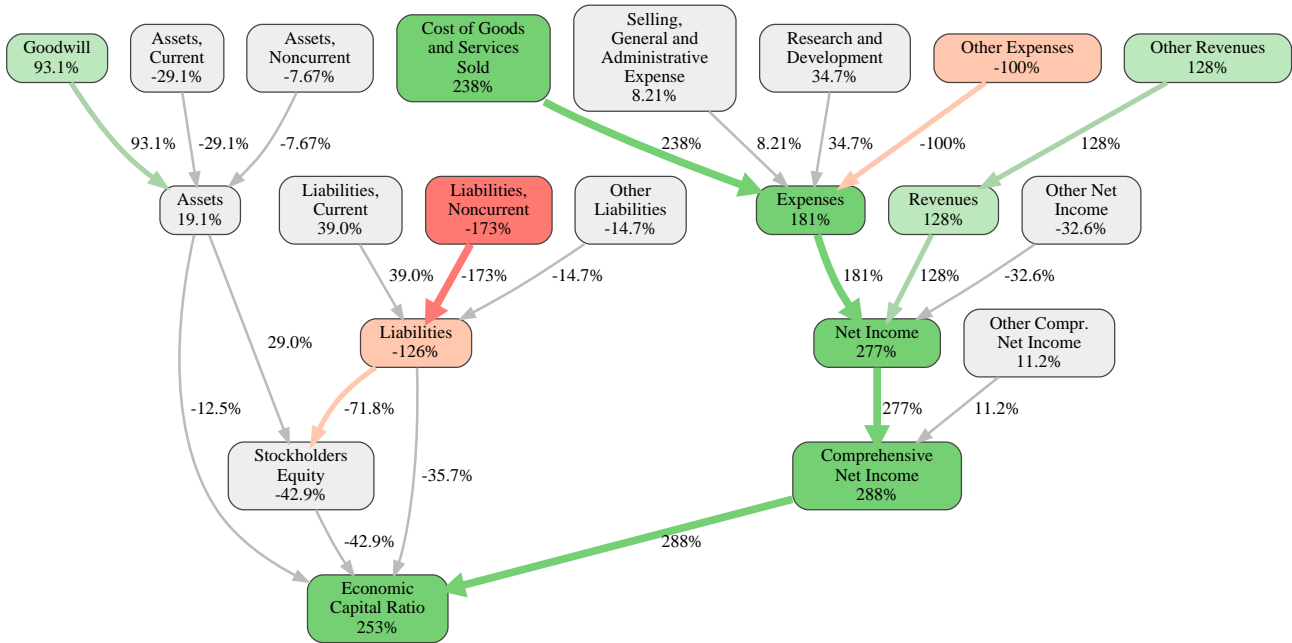 Goodwill
93.1%
Assets,
Current
-29.1%
Assets,
Noncurrent
-7.67%
Cost of Goods
and Services
Sold
238%
Selling,
General and
Administrative
Expense
8.21%
Research and
Development
34.7%
Other Expenses
-100%
Other Revenues
128%
93.1%
-29.1%
-7.67%
238%
8.21%
34.7%
-100%
128%
Assets
19.1%
Liabilities,
Current
39.0%
Liabilities,
Noncurrent
-173%
Other
Liabilities
-14.7%
Expenses
181%
Revenues
128%
Other Net
Income
-32.6%
39.0%
-173%
-14.7%
181%
128%
-32.6%
29.0%
Liabilities
-126%
Net Income
277%
Other Compr.
Net Income
11.2%
-12.5%
-71.8%
277%
11.2%
Stockholders
Equity
-42.9%
-35.7%
Comprehensive
Net Income
288%
-42.9%
288%
Economic
Capital Ratio
253%